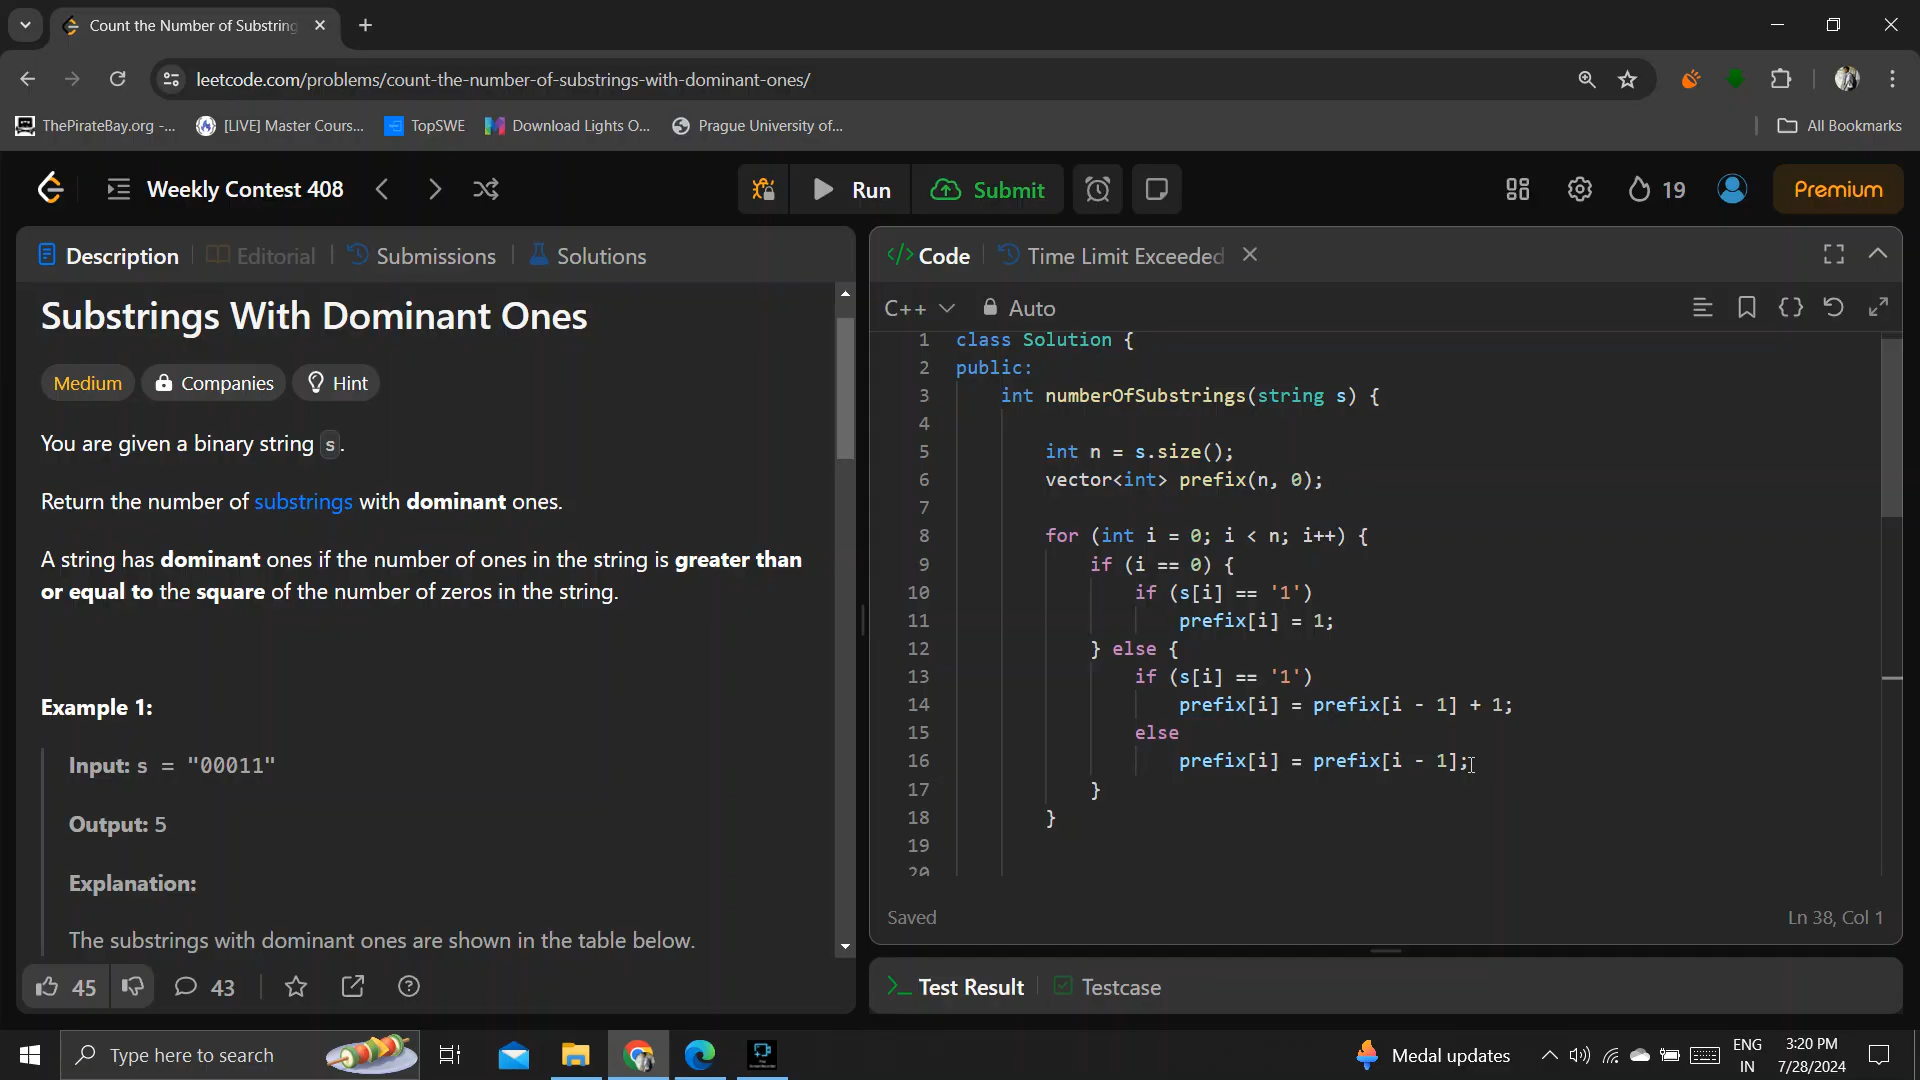 Count the Number of Substring
leetcode.com/problems/count-the-number-of-substrings-with-dominant-ones/
ThePirateBay.org -...
[LIVE] Master Cours...
TopSWE
Download Lights O...
Prague University of...
All Bookmarks
Weekly Contest 408
Run
Submit
19
Premium
Description
Editorial
Submissions
Solutions
Substrings With Dominant Ones
Medium
Companies
Hint
You are given a binary string s.
Return the number of substrings with dominant ones.
A string has dominant ones if the number of ones in the string is greater than
or equal to the square of the number of zeros in the string.
Example 1:
Input: s = "00011"
Output: 5
Explanation:
The substrings with dominant ones are shown in the table below.
45
43
Code
Time Limit Exceeded
C++
Auto
1 class Solution {
2 public:
3 int numberOfSubstrings(string s) {
4
5 int n = s.size();
6 vector<int> prefix(n, 0);
7
8 for (int i = 0; i < n; i++) {
9 if (i == 0) {
10 if (s[i] == '1')
11 prefix[i] = 1;
12 } else {
13 if (s[i] == '1')
14 prefix[i] = prefix[i - 1] + 1;
15 else
16 prefix[i] = prefix[i - 1];
17 }
18 }
19
20
Saved
Ln 38, Col 1
Test Result
Testcase
Type here to search
Medal updates
ENG
IN
3:20 PM
7/28/2024